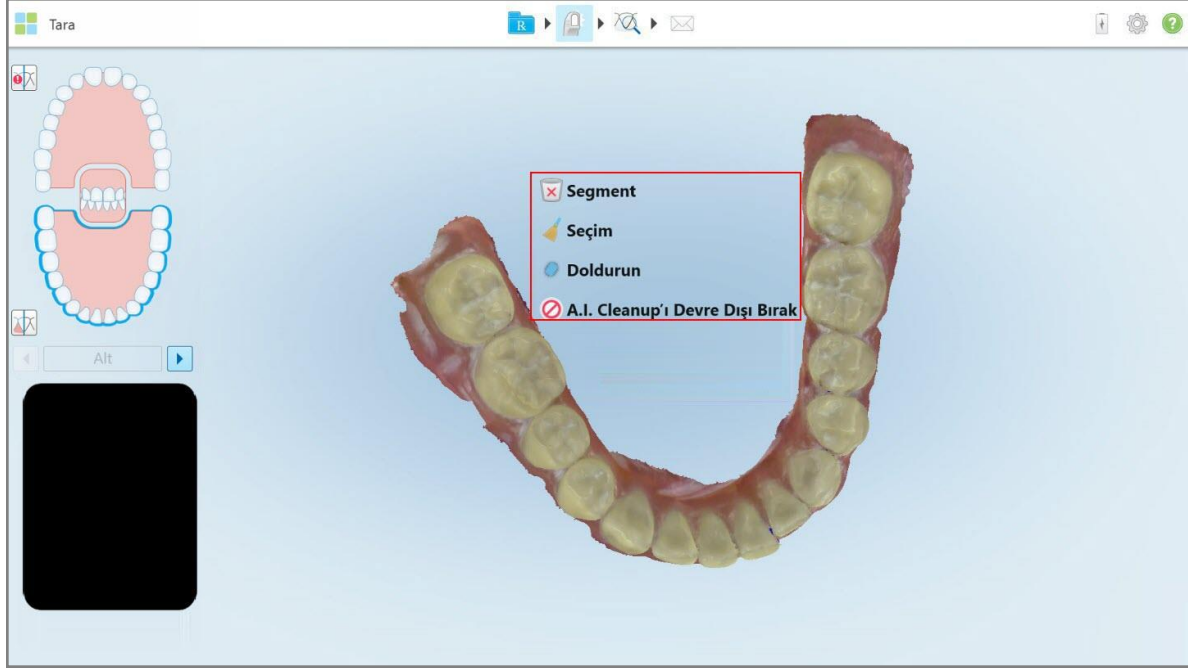 Tara
R
Segment
Seçim
Doldurun
A.I. Cleanup’ı Devre Dışı Bırak
Alt